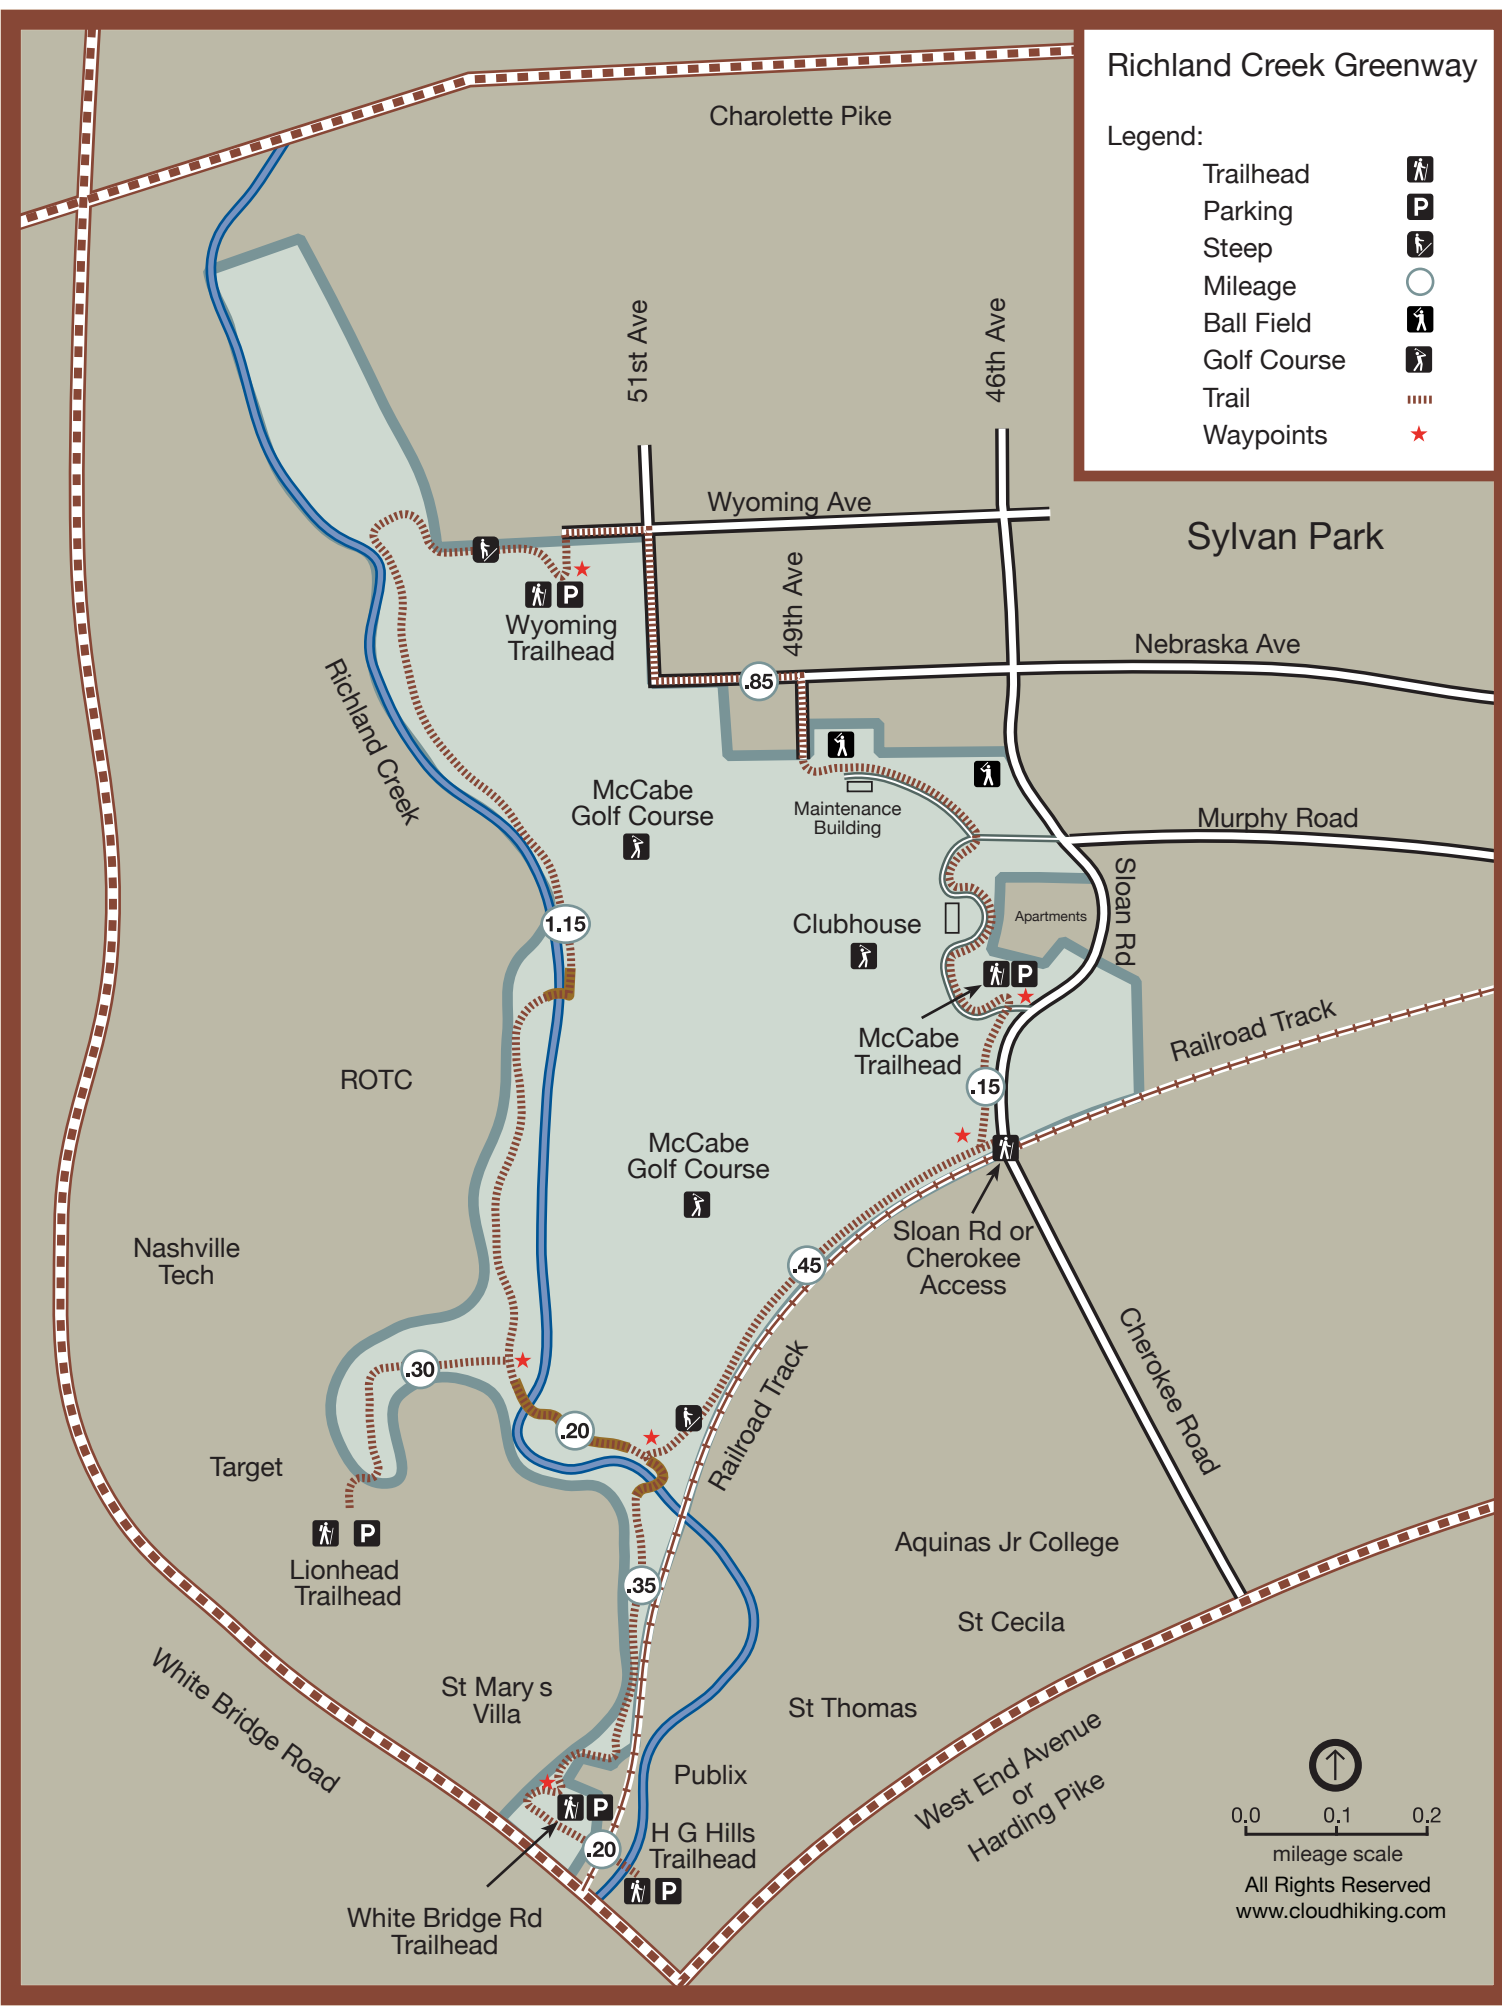 Richland Creek Greenway
Legend:
Trailhead
Parking
P
Steep
Mileage
Ball Field
Golf Course
Trail
Waypoints
Charolette Pike
51st Ave
46th Ave
Wyoming Ave
Sylvan Park
49th Ave
P
Wyoming
Trailhead
Nebraska Ave
.85
Richland Creek
McCabe
Golf Course
Maintenance
Building
Murphy Road
Sloan Rd
Apartments
1.15
Clubhouse
P
McCabe
Trailhead
Railroad Track
ROTC
.15
McCabe
Golf Course
Sloan Rd or
Cherokee
Access
Nashville
Tech
.45
Cherokee Road
.30
.20
Railroad Track
Target
P
Lionhead
Trailhead
Aquinas Jr College
.35
St Cecila
White Bridge Road
St Mary s
Villa
St Thomas
West End Avenue
or
Harding Pike
Publix
P
H G Hills
Trailhead
.20
P
White Bridge Rd
Trailhead
0.0 0.1 0.2
mileage scale
All Rights Reserved
www.cloudhiking.com